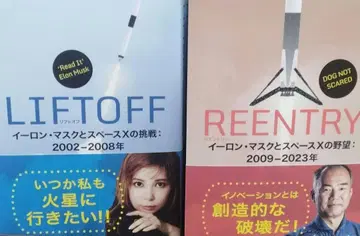 'Read It'
Elon Musk
LIFTOFF
リフトオフ
イーロン・マスクとスペースXの挑戦：
2002-2008年
いつか私も
火星に
行きたい!!
DOG NOT
SCARED
REENTRY
イーロン・マスクとスペースXの野望：
2009-2023年
イノベーションとは
創造的な
破壊だ！